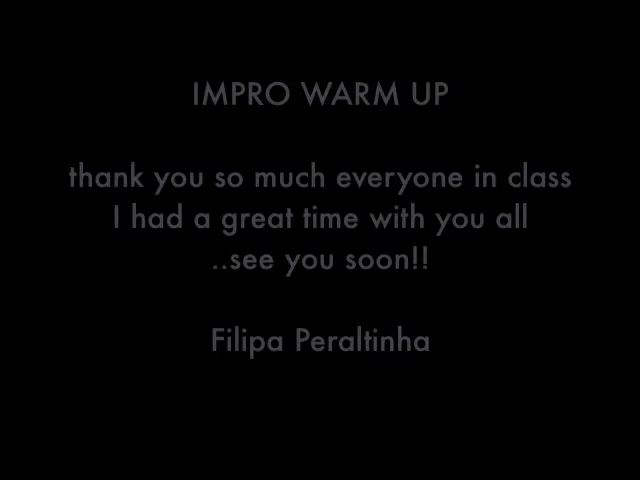 IMPRO WARM UP
thank you so much everyone in class
I had a great time with you all
..see you soon!!
Filipa Peraltinha